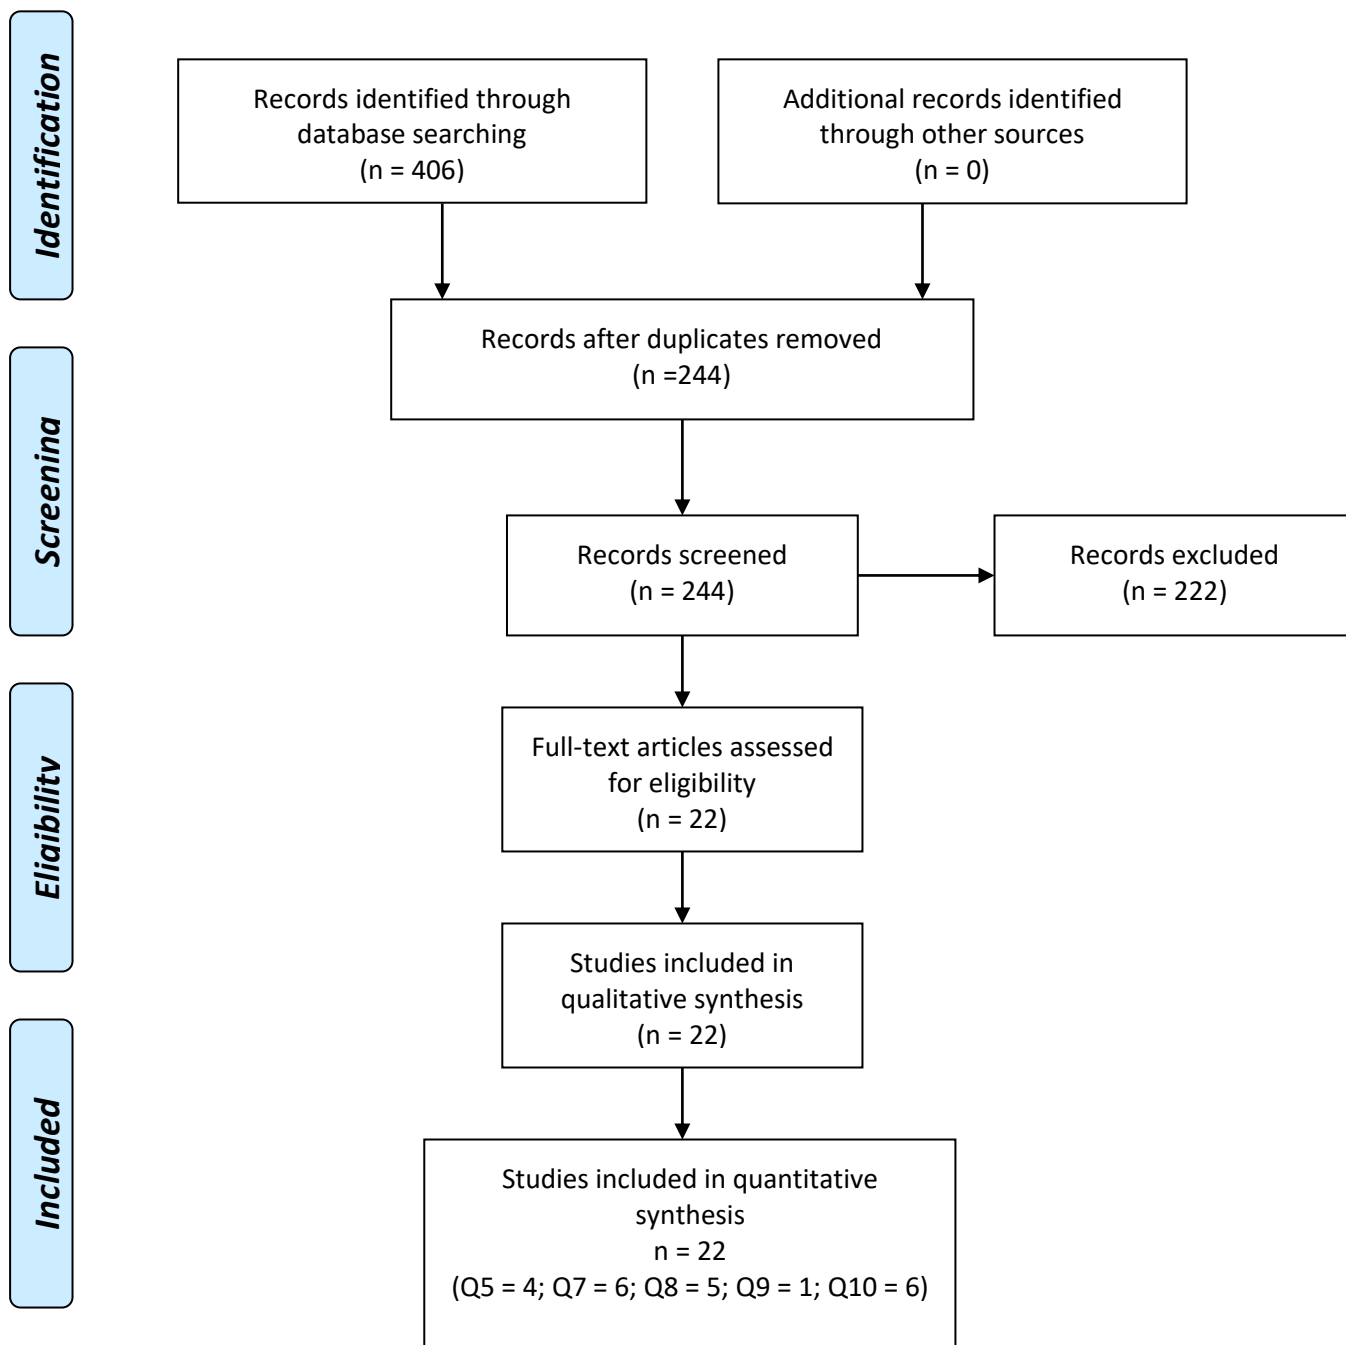 Identification
Records identified through
database searching
(n = 406)
Additional records identified
through other sources
(n = 0)
Records after duplicates removed
(n =244)
Screening
Records screened
(n = 244)
Records excluded
(n = 222)
Eligibility
Full-text articles assessed
for eligibility
(n = 22)
Studies included in
qualitative synthesis
(n = 22)
Included
Studies included in quantitative
synthesis
n = 22
(Q5 = 4; Q7 = 6; Q8 = 5; Q9 = 1; Q10 = 6)